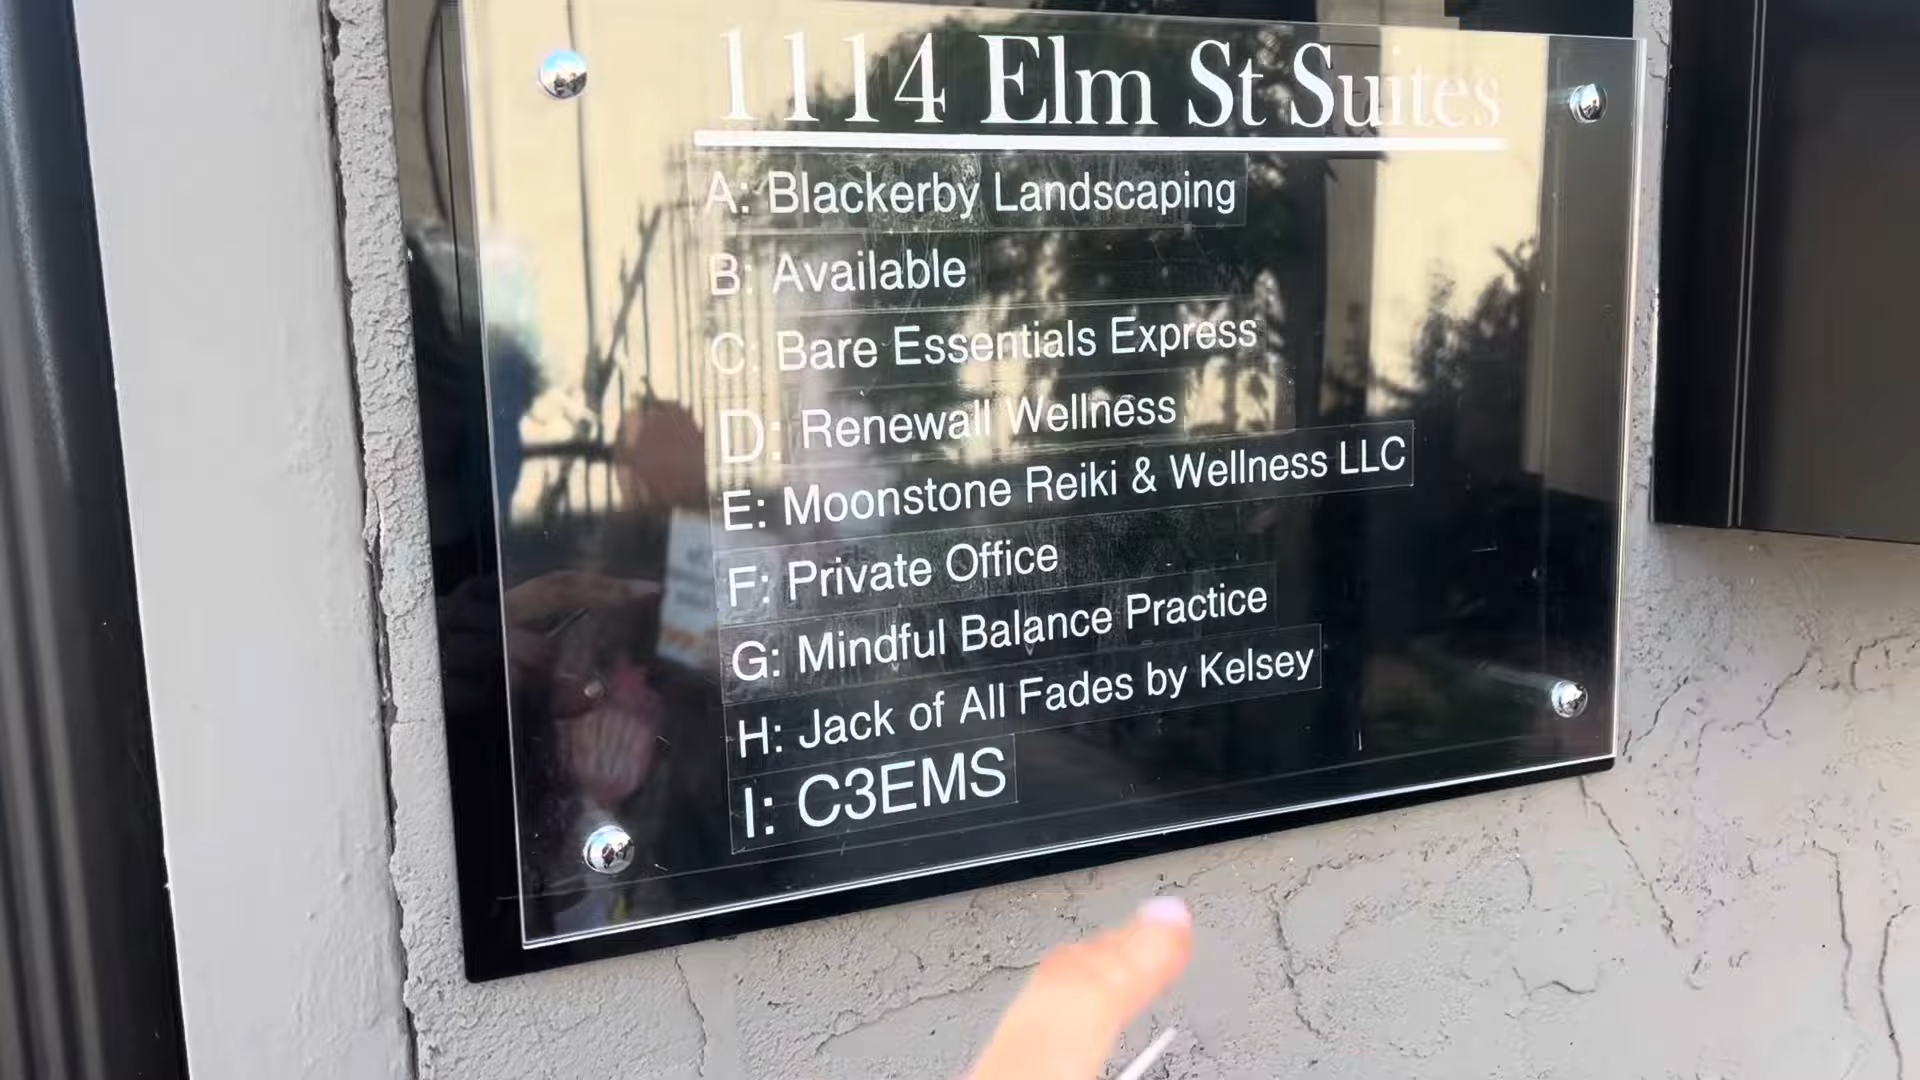 1114 Elm St Suites
A: Blackerby Landscaping
B: Available
C: Bare Essentials Express
D: Renewall Wellness
E: Moonstone Reiki & Wellness LLC
F: Private Office
G: Mindful Balance Practice
H: Jack of All Fades by Kelsey
I: C3EMS